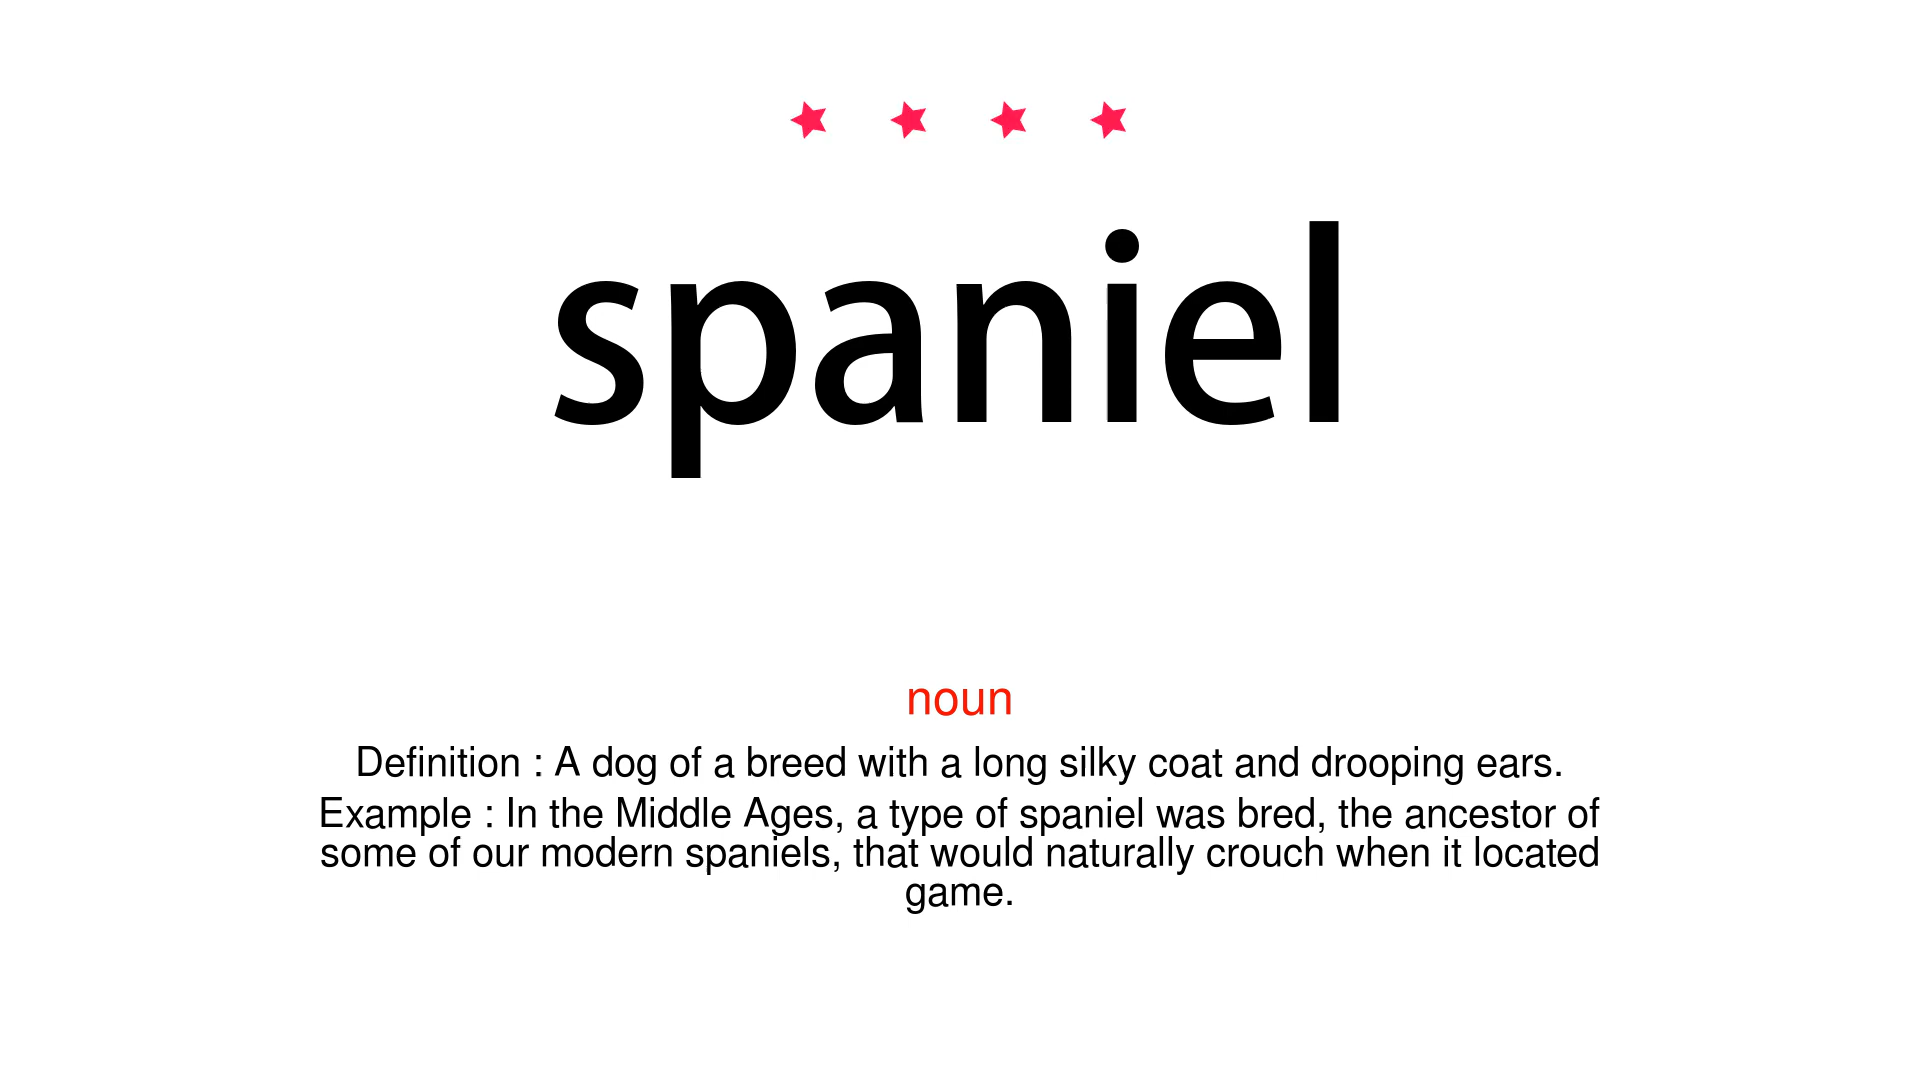 spaniel
noun
Definition : A dog of a breed with a long silky coat and drooping ears.
Example : In the Middle Ages, a type of spaniel was bred, the ancestor of
some of our modern spaniels, that would naturally crouch when it located
game.